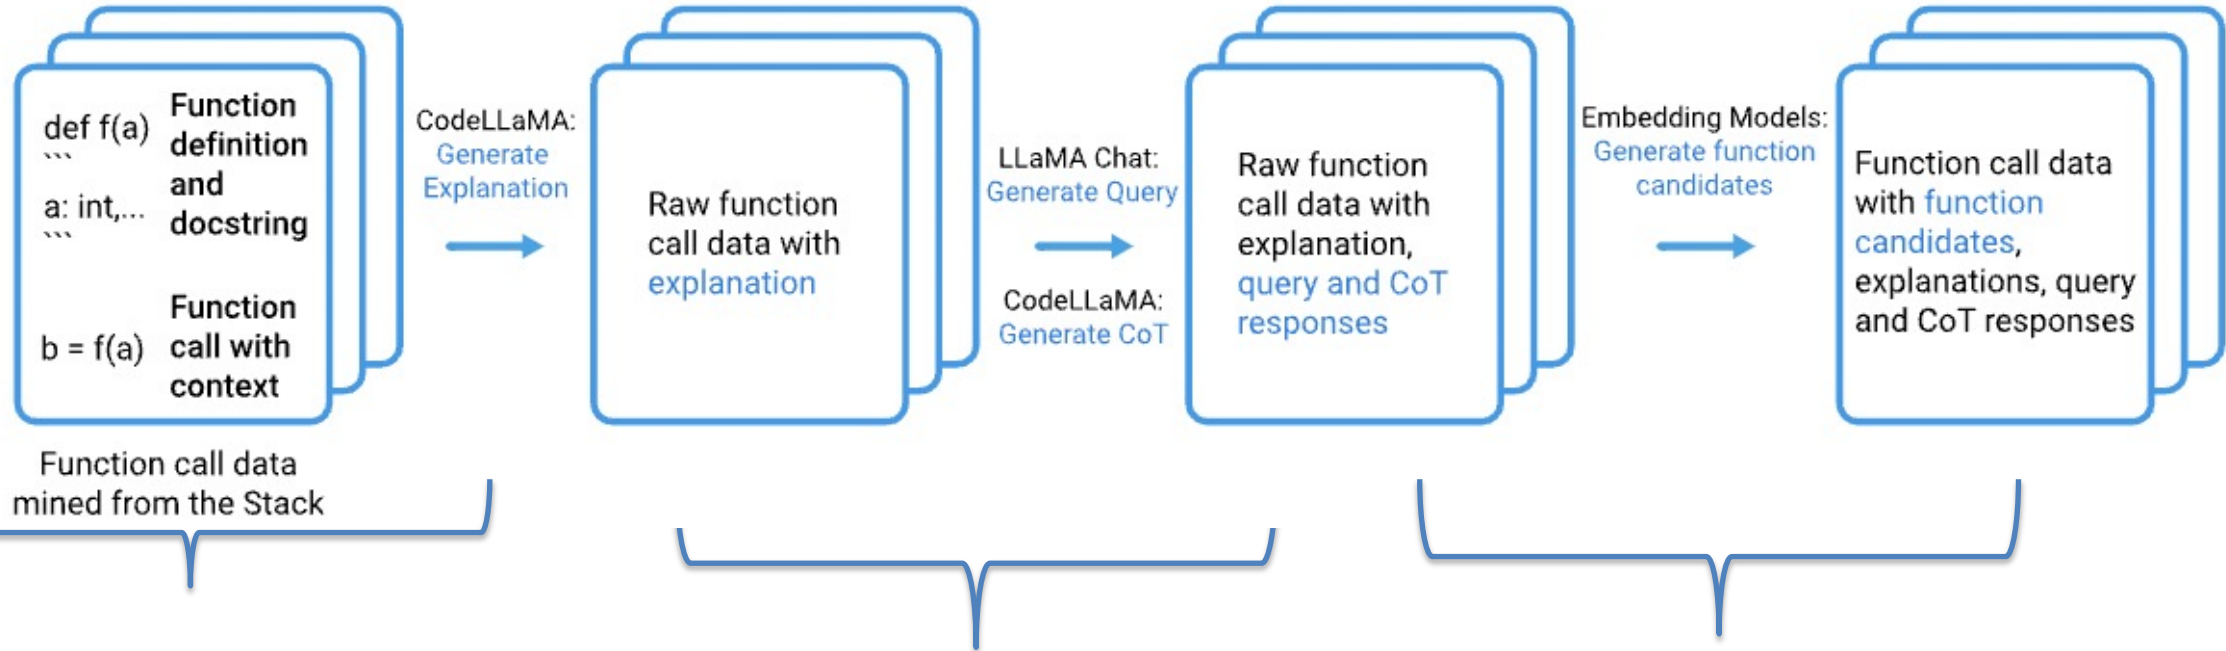 def f(a)
```
a: int,...
```
b = f(a)
Function
definition
and
docstring
Function
call with
context
Function call data
mined from the Stack
CodeLLaMA:
Generate
Explanation
Raw function
call data with
explanation
LLaMA Chat:
Generate Query
CodeLLaMA:
Generate CoT
Raw function
call data with
explanation,
query and CoT
responses
Embedding Models:
Generate function
candidates
Function call data
with function
candidates,
explanations, query
and CoT responses